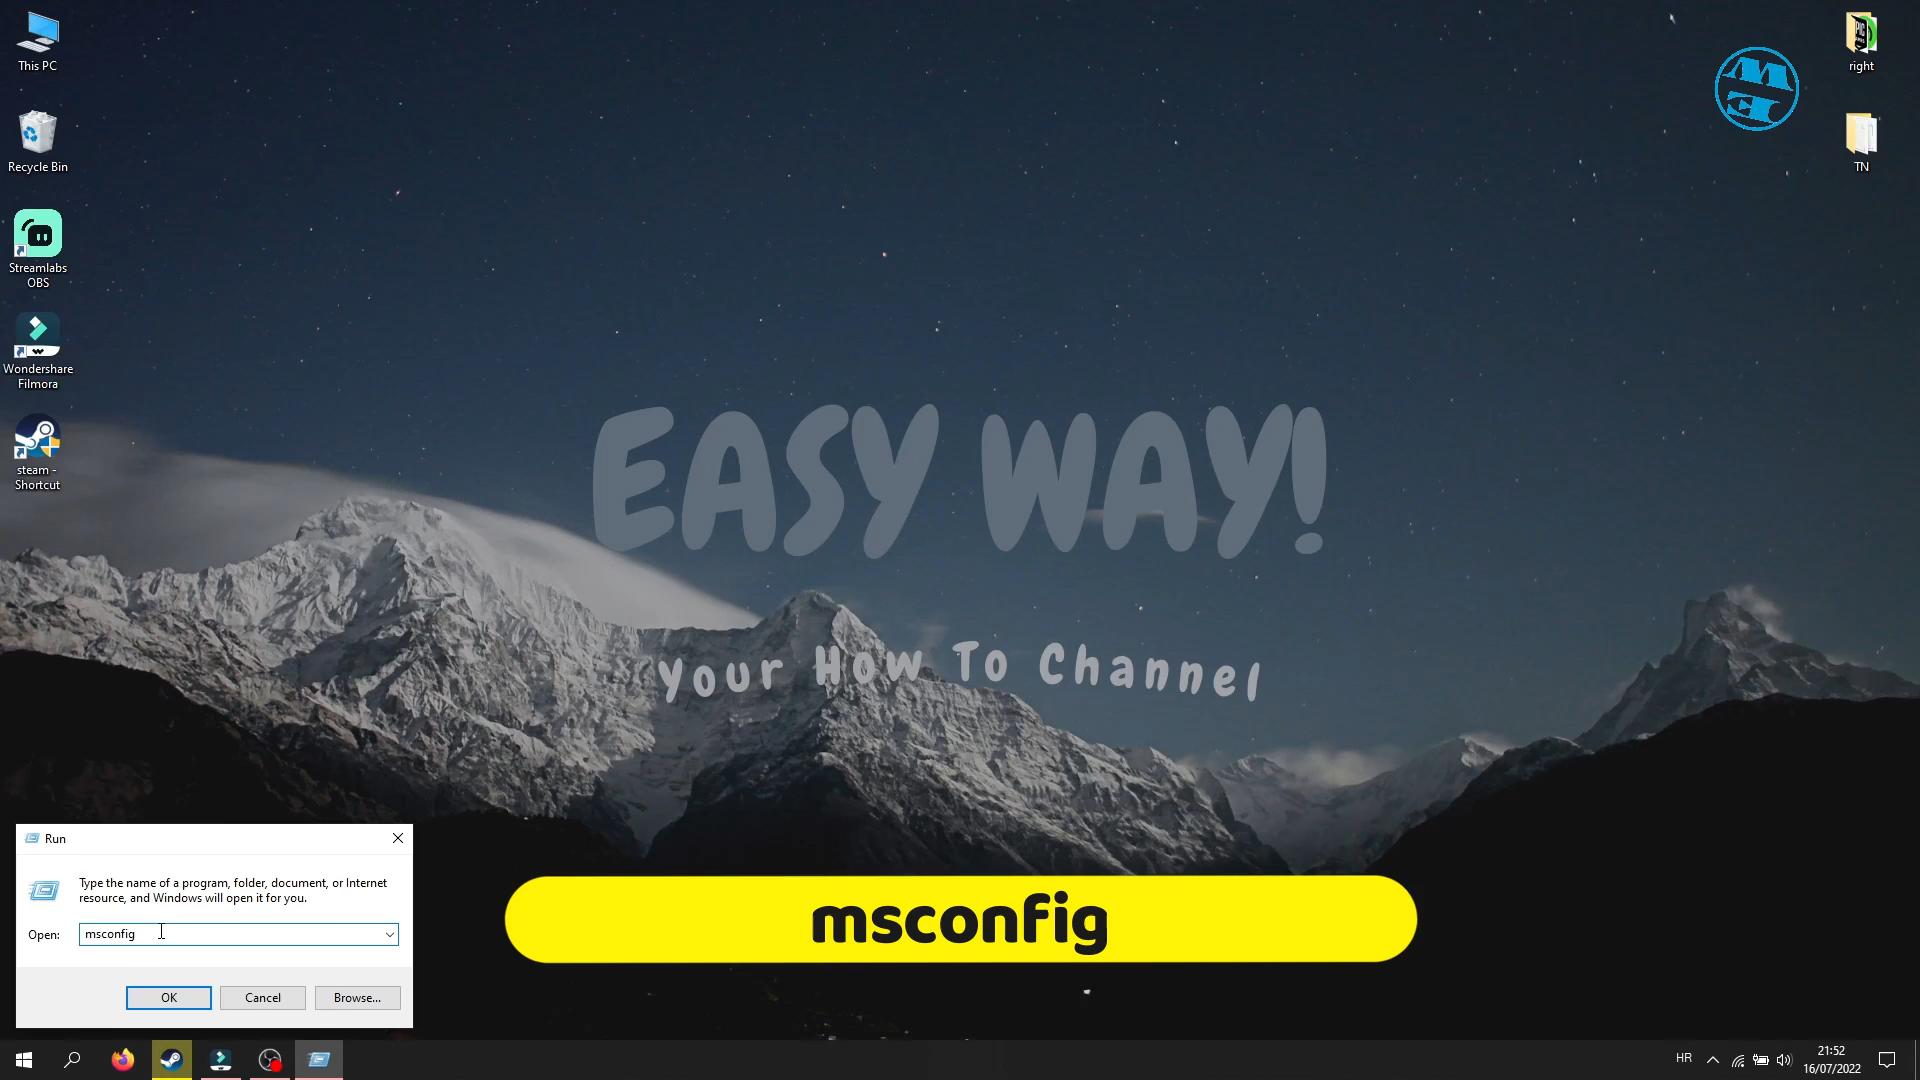 This PC
Recycle Bin
Streamlabs
OBS
Wondershare
Filmora
steam -
Shortcut
right
TN
EASY WAY!
Your How To Channel
Run
Type the name of a program, folder, document, or Internet
resource, and Windows will open it for you.
Open:
msconfig
OK
Cancel
Browse...
msconfig
HR
21:52
16/07/2022